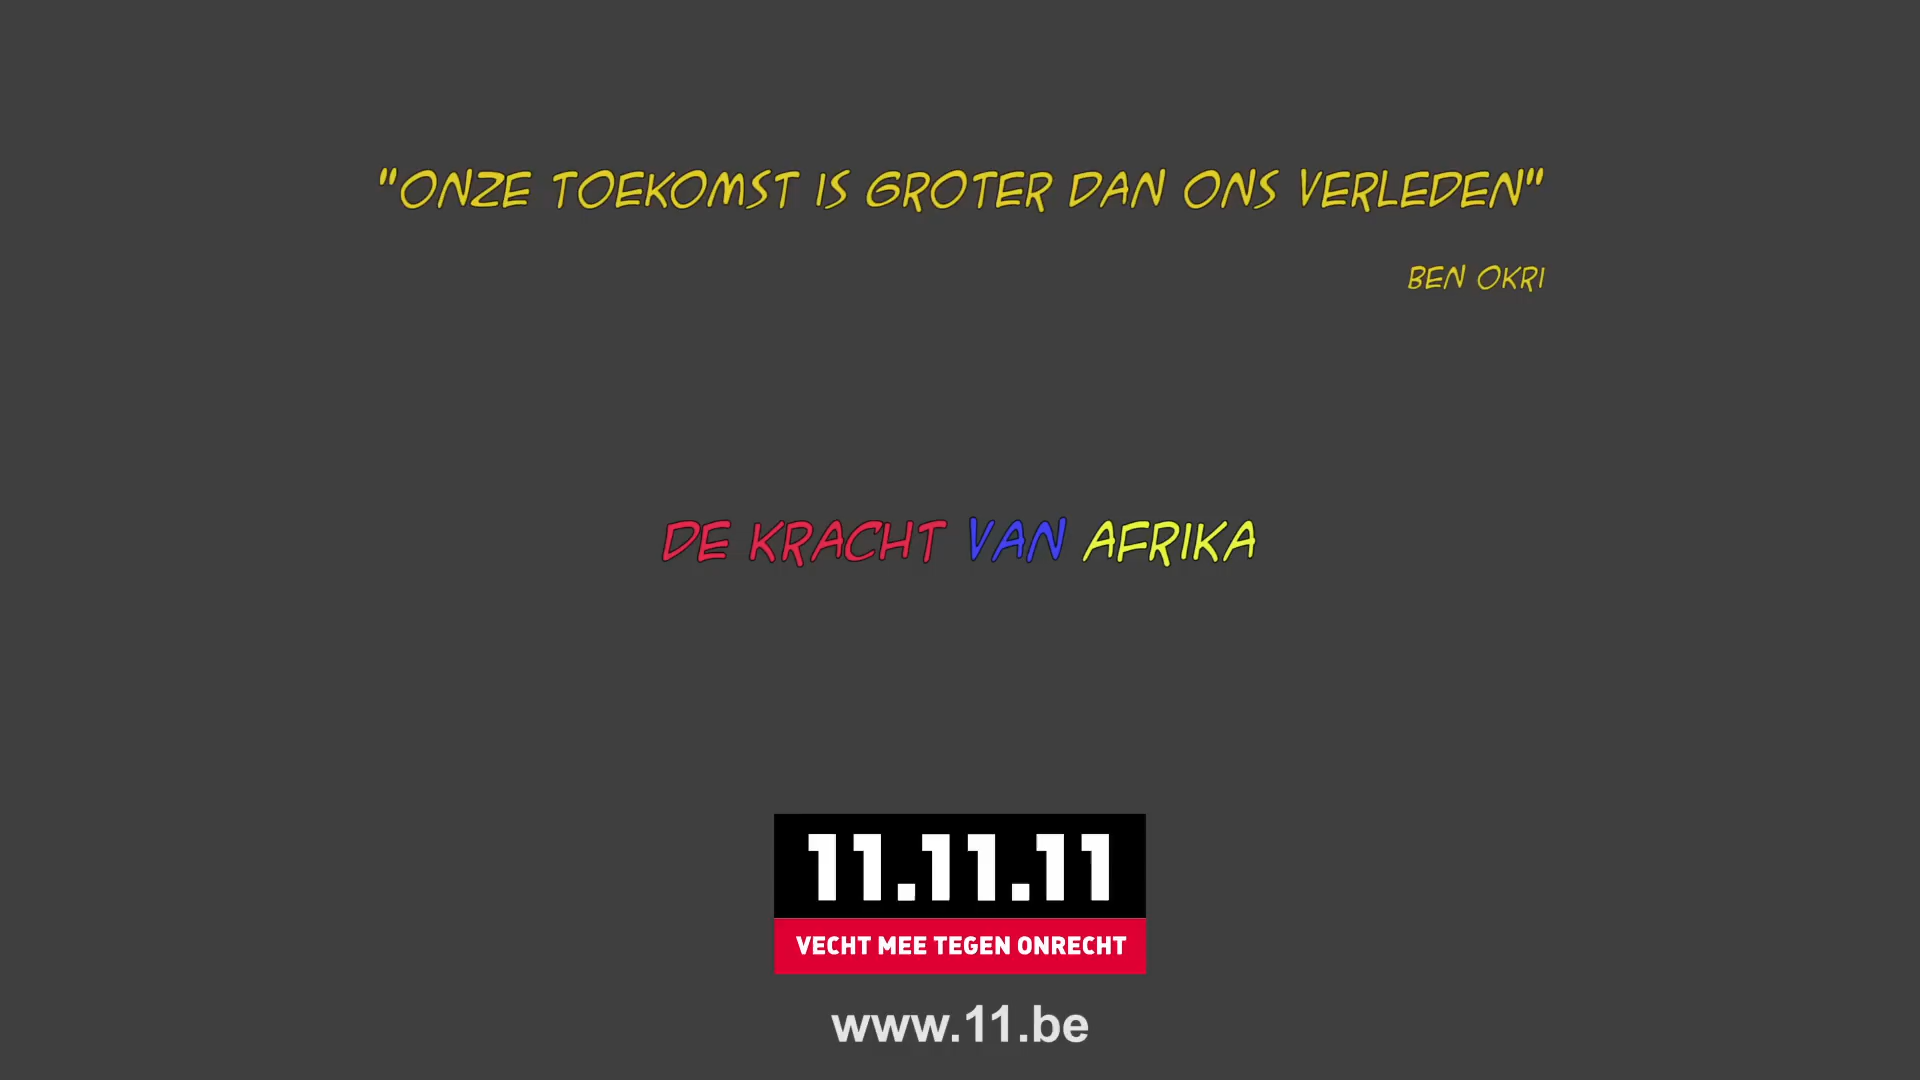 "ONZE TOEKOMST IS GROTER DAN ONS VERLEDEN"
BEN OKRI
DE KRACHT VAN AFRIKA
11.11.11
VECHT MEE TEGEN ONRECHT
www.11.be